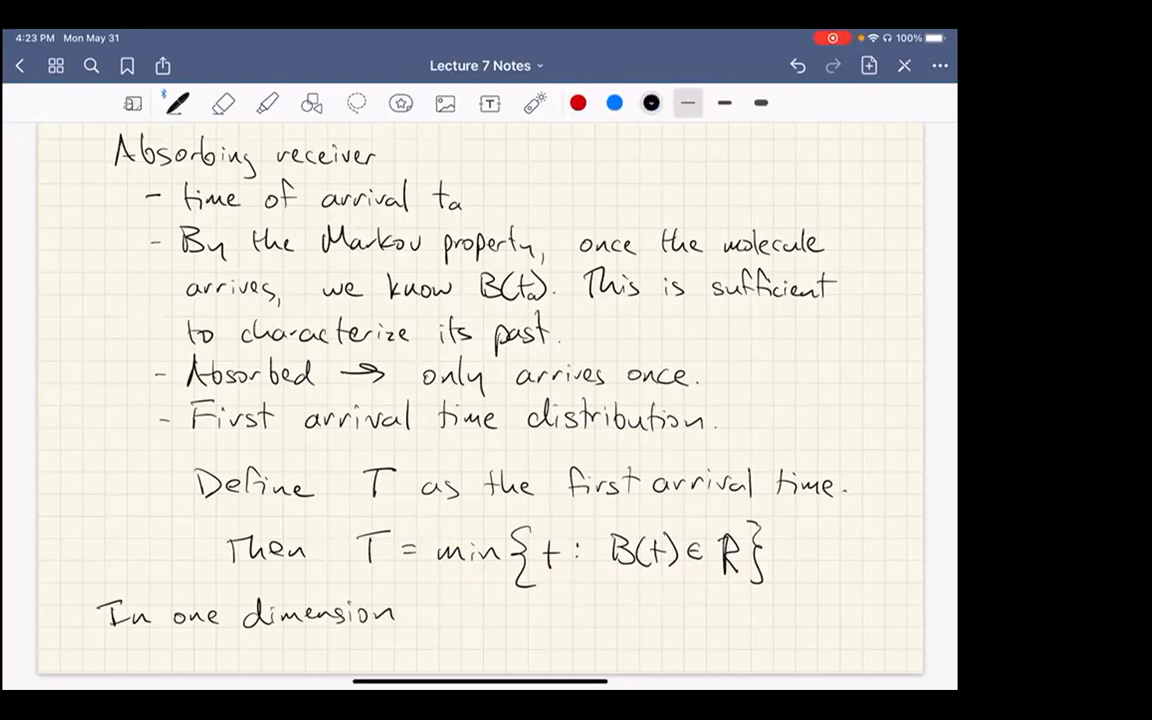 4:23 PM Mon May 31
100%
Lecture 7 Notes
Absorbing receiver
- time of arrival tₐ
- By the Markov property, once the molecule
arrives, we know B(tₐ). This is sufficient
to characterize its past.
- Absorbed → only arrives once.
- First arrival time distribution.
Define T as the first arrival time.
Then T = min{t: B(t) ∈ R}
In one dimension